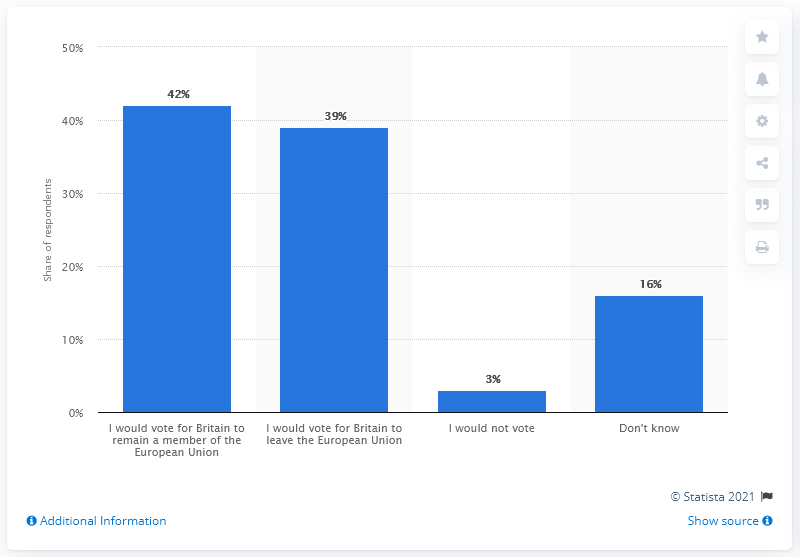 50%
40%
30%
20%
10%
0%
Share of respondents
42%
39%
3%
16%
I would vote for Britain to
remain a member of the
European Union
I would vote for Britain to
leave the European Union
I would not vote
Don't know
© Statista 2021
Additional Information
Show source